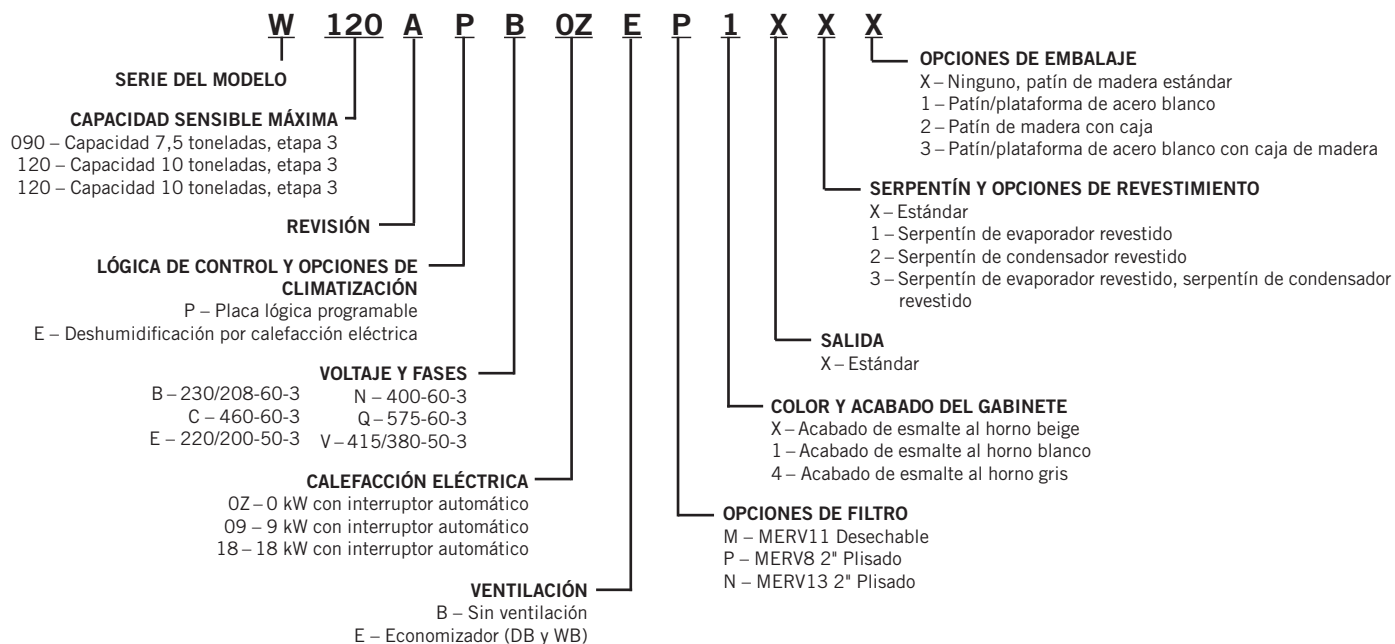 W 120 A P B 0Z E P 1 X X X
SERIE DEL MODELO
CAPACIDAD SENSIBLE MÁXIMA
090 – Capacidad 7,5 toneladas, etapa 3
120 – Capacidad 10 toneladas, etapa 3
120 – Capacidad 10 toneladas, etapa 3
REVISIÓN
LÓGICA DE CONTROL Y OPCIONES DE
CLIMATIZACIÓN
P – Placa lógica programable
E – Deshumidificación por calefacción eléctrica
VOLTAJE Y FASES
B – 230/208-60-3
C – 460-60-3
E – 220/200-50-3
N – 400-60-3
Q – 575-60-3
V – 415/380-50-3
CALEFACCIÓN ELÉCTRICA
0Z – 0 kW con interruptor automático
09 – 9 kW con interruptor automático
18 – 18 kW con interruptor automático
VENTILACIÓN
B – Sin ventilación
E – Economizador (DB y WB)
OPCIONES DE EMBALAJE
X – Ninguno, patín de madera estándar
1 – Patín/plataforma de acero blanco
2 – Patín de madera con caja
3 – Patín/plataforma de acero blanco con caja de madera
SERPENTÍN Y OPCIONES DE REVESTIMIENTO
X – Estándar
1 – Serpentín de evaporador revestido
2 – Serpentín de condensador revestido
3 – Serpentín de evaporador revestido, serpentín de condensador
revestido
SALIDA
X – Estándar
COLOR Y ACABADO DEL GABINETE
X – Acabado de esmalte al horno beige
1 – Acabado de esmalte al horno blanco
4 – Acabado de esmalte al horno gris
OPCIONES DE FILTRO
M – MERV11 Desechable
P – MERV8 2" Plisado
N – MERV13 2" Plisado